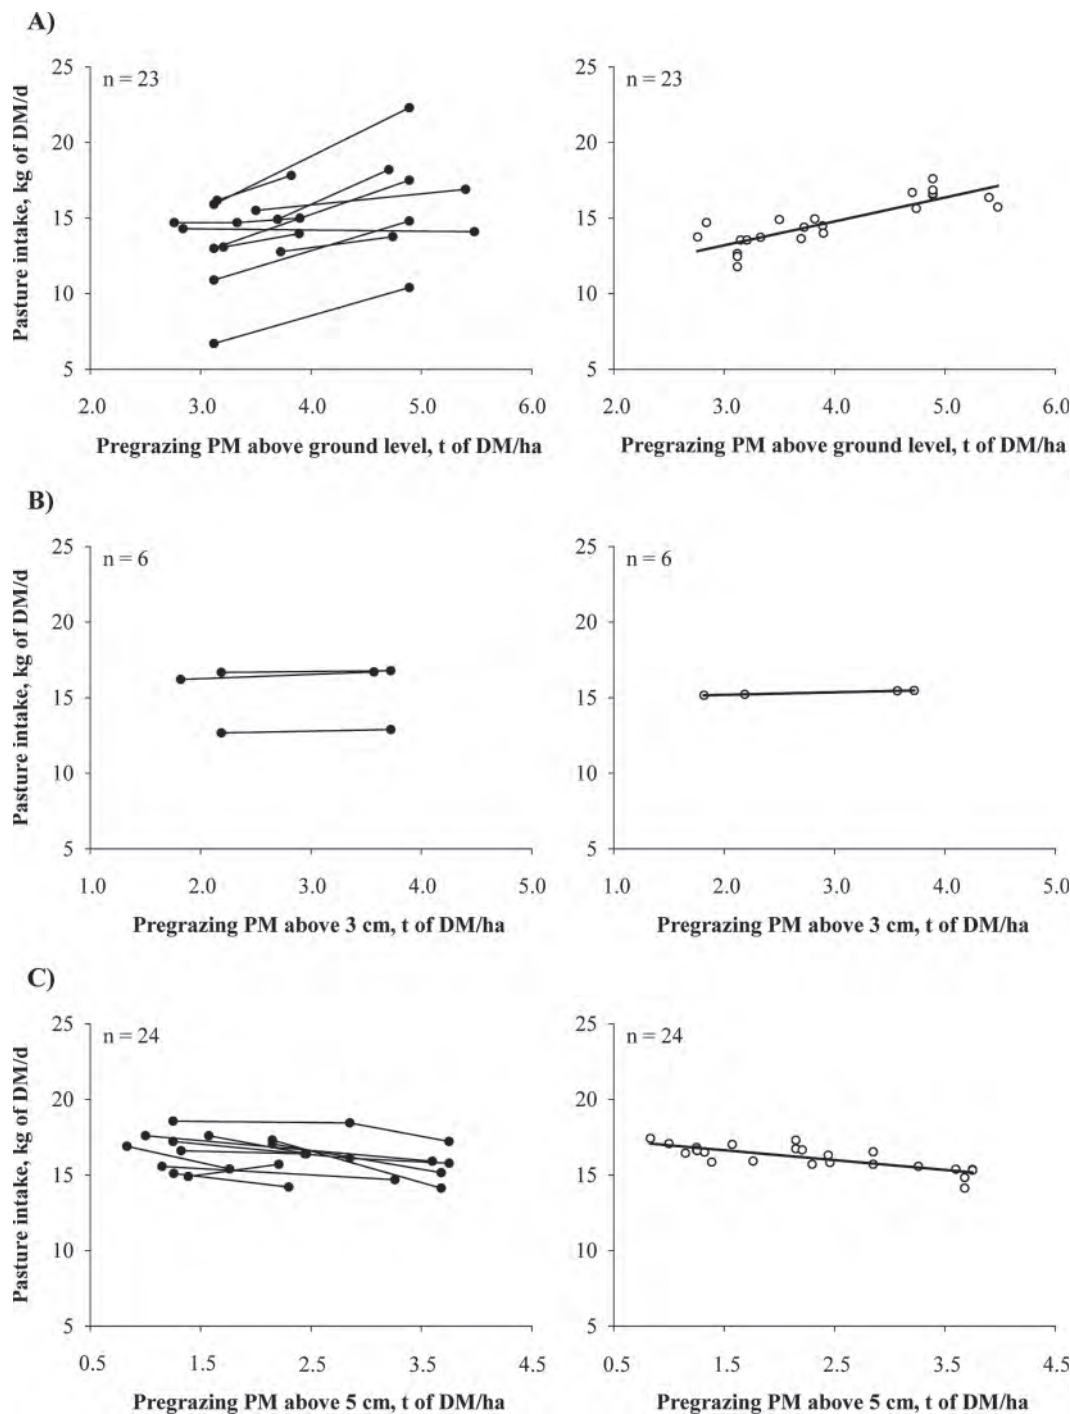 A)
Pasture intake, kg of DM/d
25
20
15
10
5
n = 23
2.0 3.0 4.0 5.0 6.0
Pregrazing PM above ground level, t of DM/ha
25
20
15
10
5
n = 23
2.0 3.0 4.0 5.0 6.0
Pregrazing PM above ground level, t of DM/ha
B)
Pasture intake, kg of DM/d
25
20
15
10
5
n = 6
1.0 2.0 3.0 4.0 5.0
Pregrazing PM above 3 cm, t of DM/ha
25
20
15
10
5
n = 6
1.0 2.0 3.0 4.0 5.0
Pregrazing PM above 3 cm, t of DM/ha
C)
Pasture intake, kg of DM/d
25
20
15
10
5
n = 24
0.5 1.5 2.5 3.5 4.5
Pregrazing PM above 5 cm, t of DM/ha
25
20
15
10
5
n = 24
0.5 1.5 2.5 3.5 4.5
Pregrazing PM above 5 cm, t of DM/ha